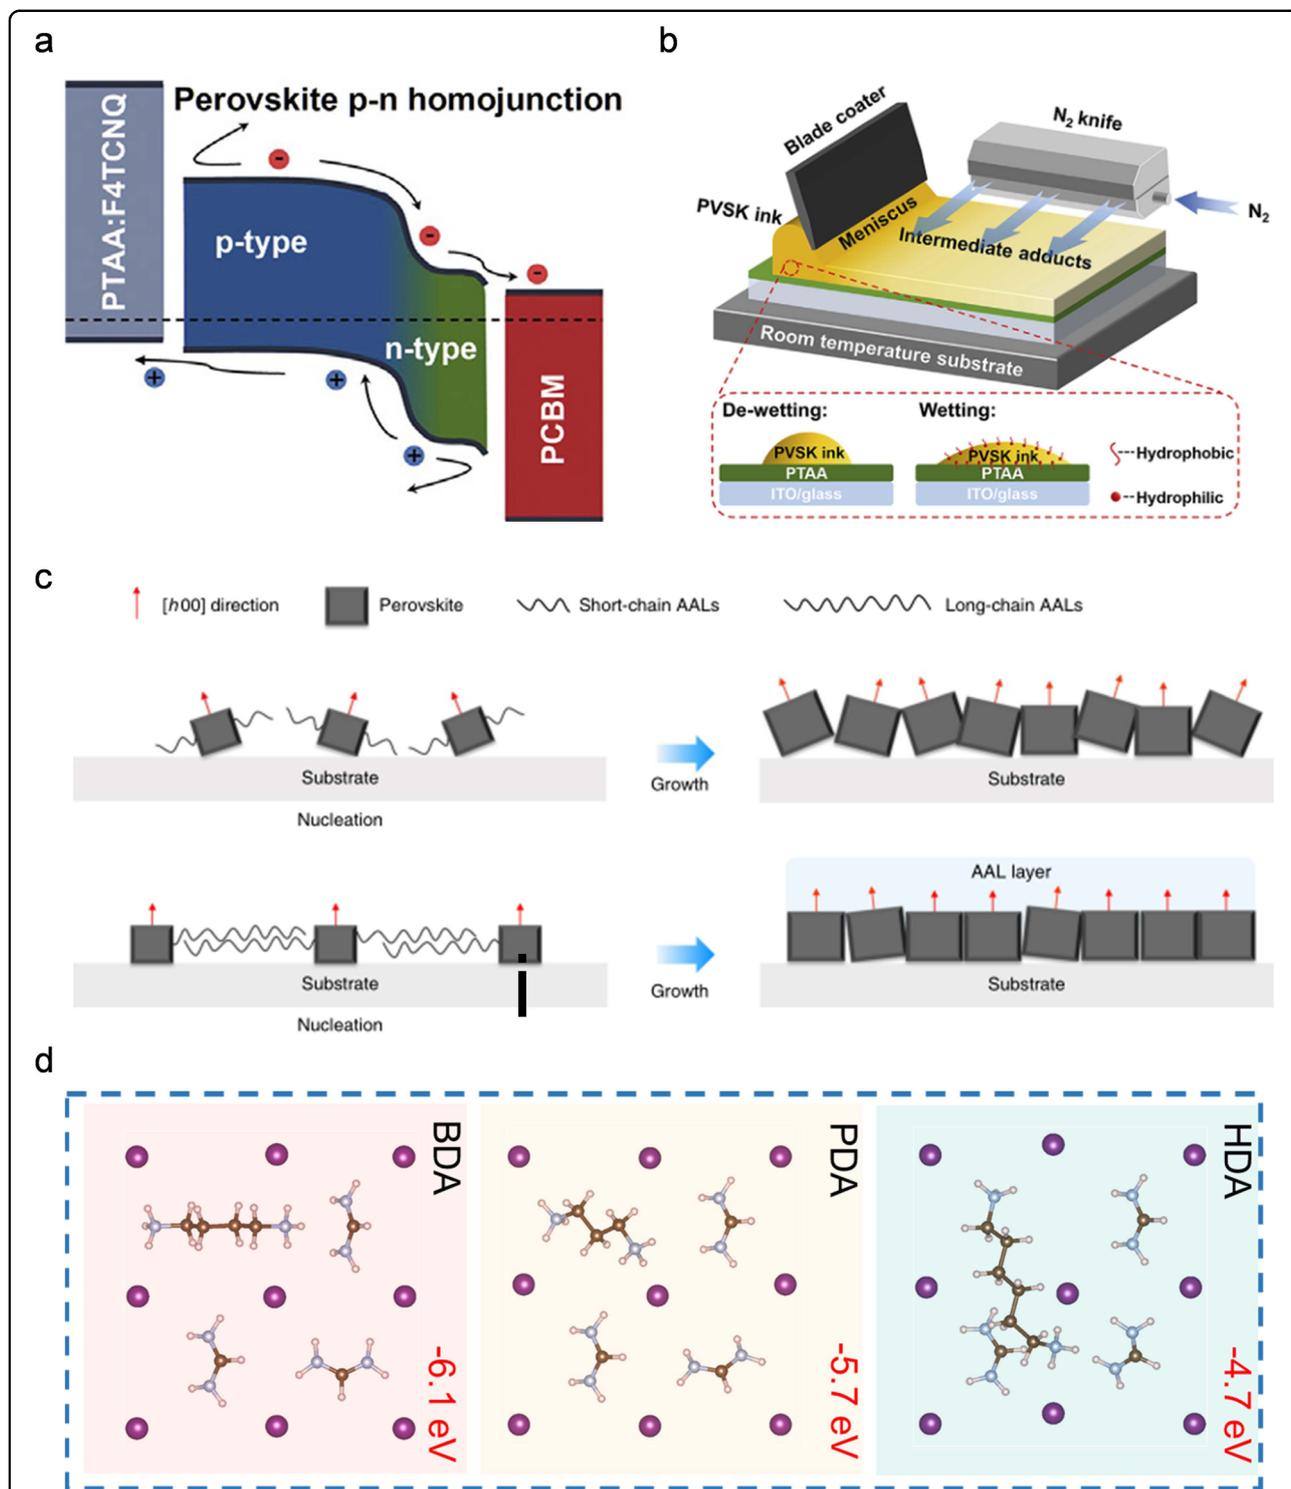 a
PTAA:F4TCNQ
Perovskite p-n homojunction
-
-
-
p-type
n-type
+
+
+
PCBM
b
Blade coater
N2 knife
PVSK ink
Meniscus
N2
Intermediate adducts
Room temperature substrate
De-wetting:
Wetting:
PVSK ink
PTAA
ITO/glass
PVSK ink
PTAA
ITO/glass
Hydrophobic
Hydrophilic
c
[h00] direction
Perovskite
Short-chain AALs
Long-chain AALs
Substrate
Nucleation
Growth
Substrate
AAL layer
Substrate
Nucleation
Growth
Substrate
d
BDA
-6.1 eV
PDA
-5.7 eV
HDA
-4.7 eV